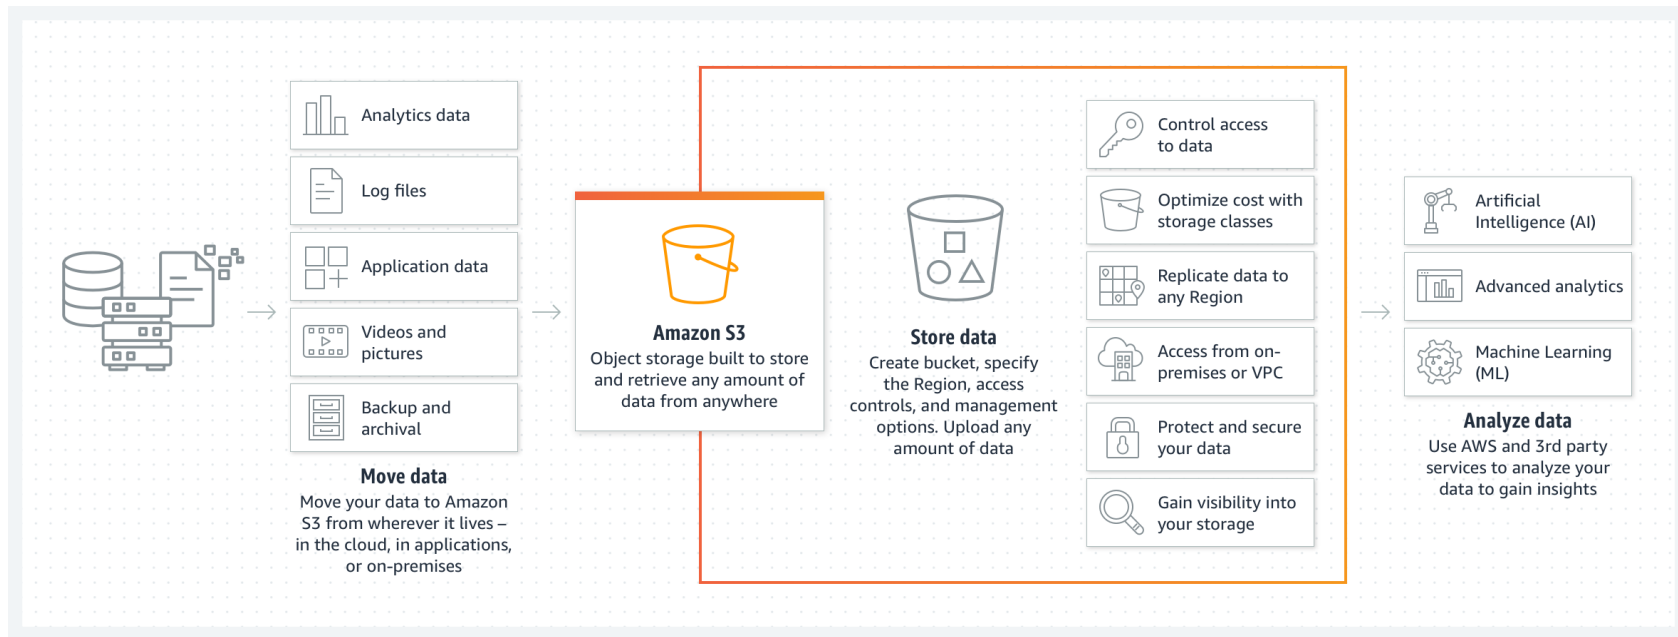 Analytics data
Log files
Application data
Videos and
pictures
Backup and
archival
Move data
Move your data to Amazon
S3 from wherever it lives –
in the cloud, in applications,
or on-premises
Amazon S3
Object storage built to store
and retrieve any amount of
data from anywhere
Store data
Create bucket, specify
the Region, access
controls, and management
options. Upload any
amount of data
Control access
to data
Optimize cost with
storage classes
Replicate data to
any Region
Access from on-
premises or VPC
Protect and secure
your data
Gain visibility into
your storage
Artificial
Intelligence (AI)
Advanced analytics
Machine Learning
(ML)
Analyze data
Use AWS and 3rd party
services to analyze your
data to gain insights